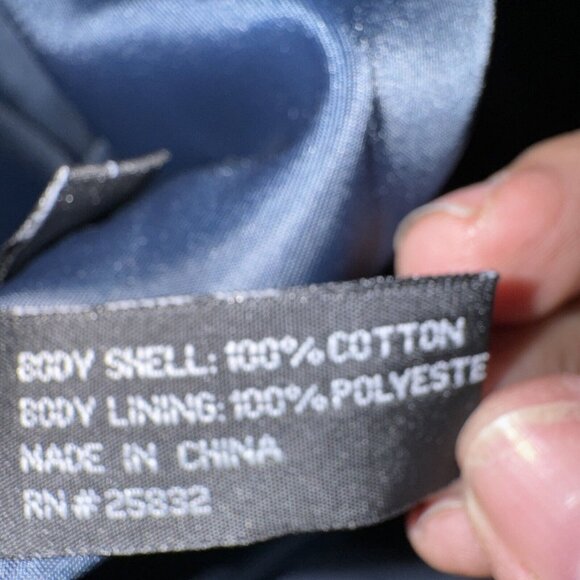 BODY SHELL: 100% COTTON
BODY LINING: 100% POLYESTE
MADE IN CHINA
RN # 25832